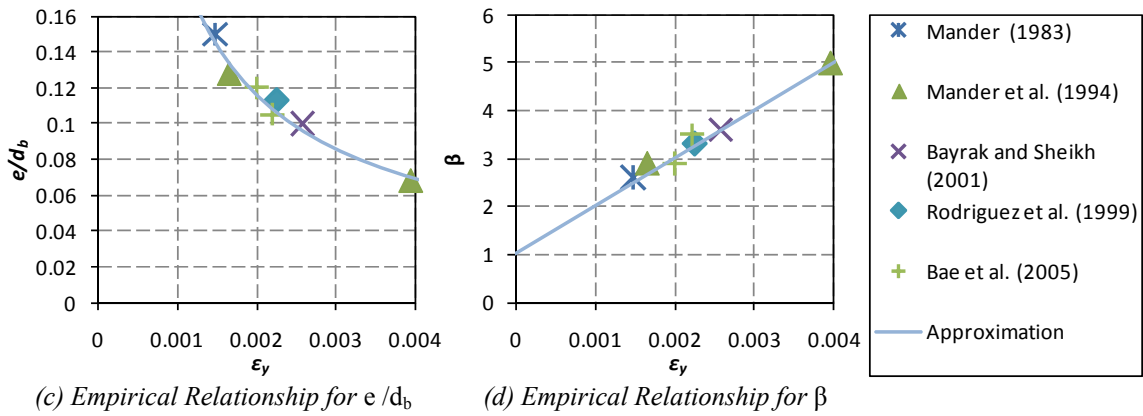 0.16
0.14
0.12
0.1
0.08
0.06
0.04
0.02
0
e/d_b
0 0.001 0.002 0.003 0.004
ε_y
(c) Empirical Relationship for e /d_b
6
5
4
3
2
1
0
β
0 0.001 0.002 0.003 0.004
ε_y
(d) Empirical Relationship for β
Mander (1983)
Mander et al. (1994)
Bayrak and Sheikh
(2001)
Rodriguez et al. (1999)
Bae et al. (2005)
Approximation